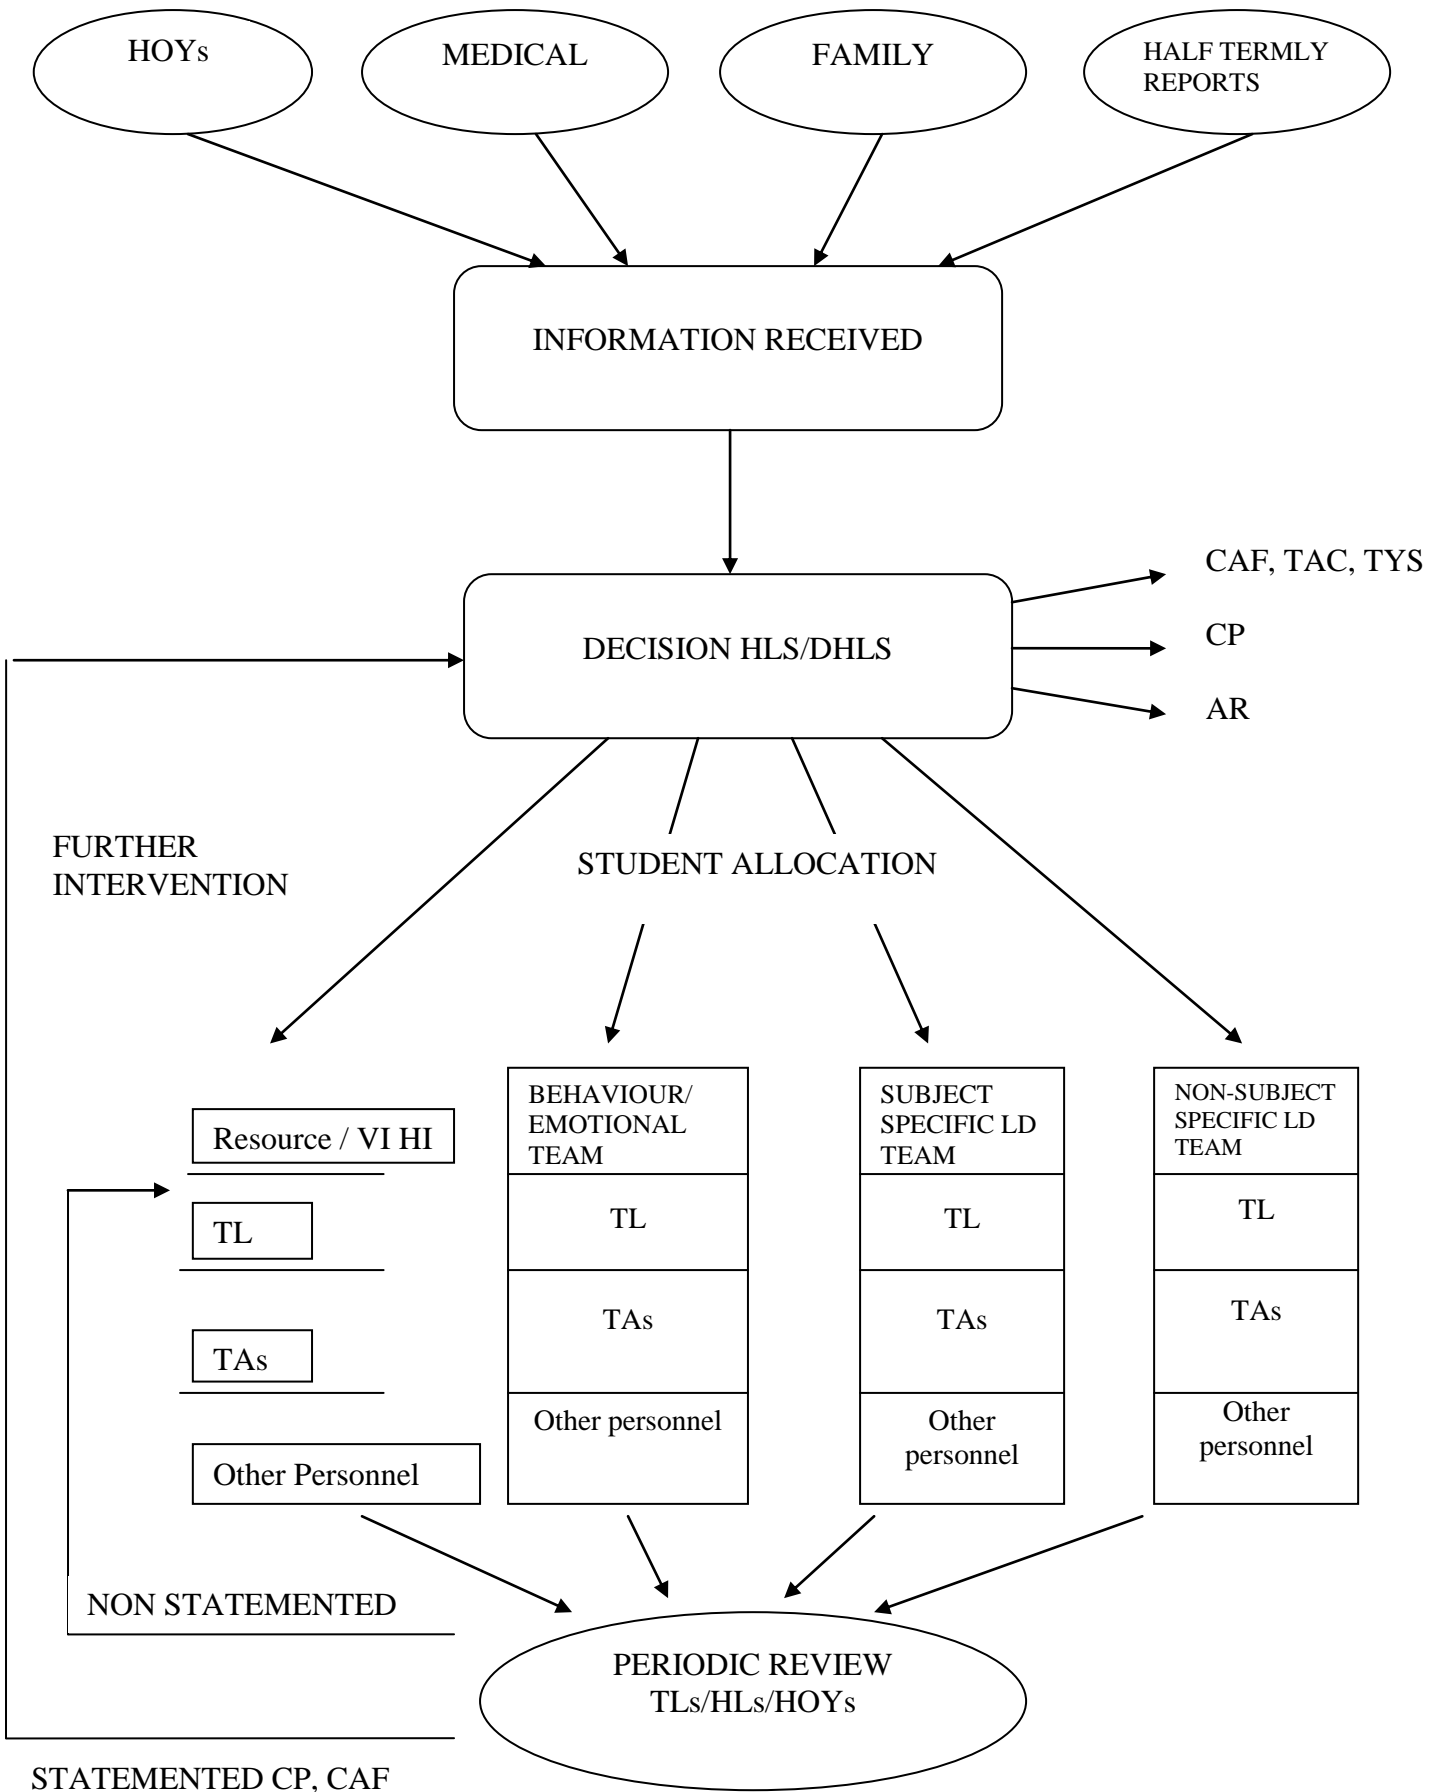 HOYs
MEDICAL
FAMILY
HALF TERMLY
REPORTS
INFORMATION RECEIVED
CAF, TAC, TYS
DECISION HLS/DHLS
CP
AR
FURTHER
INTERVENTION
STUDENT ALLOCATION
Resource / VI HI
TL
TAs
Other Personnel
BEHAVIOUR/
EMOTIONAL
TEAM
TL
TAs
Other personnel
SUBJECT
SPECIFIC LD
TEAM
TL
TAs
Other
personnel
NON-SUBJECT
SPECIFIC LD
TEAM
TL
TAs
Other
personnel
NON STATEMENTED
PERIODIC REVIEW
TLs/HLs/HOYs
STATEMENTED CP, CAF